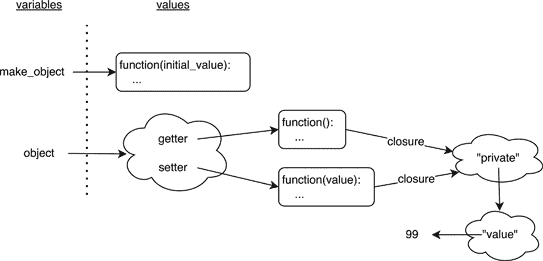 variables values
make_object
function(initial_value):
...
object
getter
setter
function():
...
function(value):
...
closure
closure
"private"
"value"
99